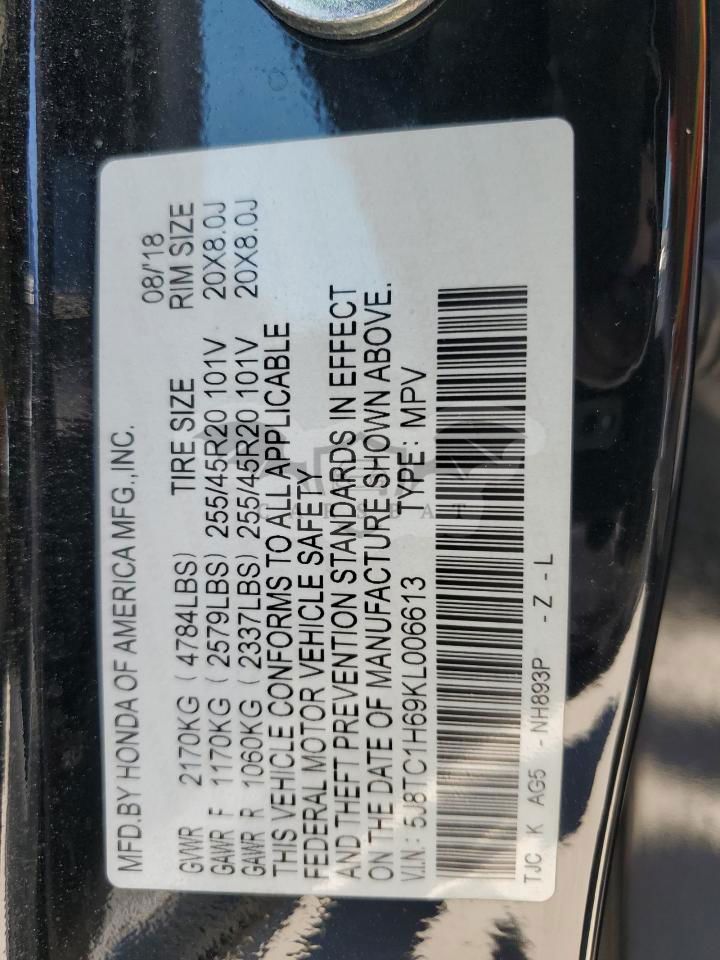 MFD.BY HONDA OF AMERICA MFG.,INC. 08/'18
GVWR 2170KG ( 4784LBS) TIRE SIZE RIM SIZE
GAWR F 1170KG ( 2579LBS) 255/45R20 101V 20X8.0J
GAWR R 1060KG ( 2337LBS) 255/45R20 101V 20X8.0J
THIS VEHICLE CONFORMS TO ALL APPLICABLE
FEDERAL MOTOR VEHICLE SAFETY
AND THEFT PREVENTION STANDARDS IN EFFECT
ON THE DATE OF MANUFACTURE SHOWN ABOVE.
V.I.N.: 5J8TC1H69KL006613 TYPE: MPV
TJC K AG5 -NH893P -Z-L